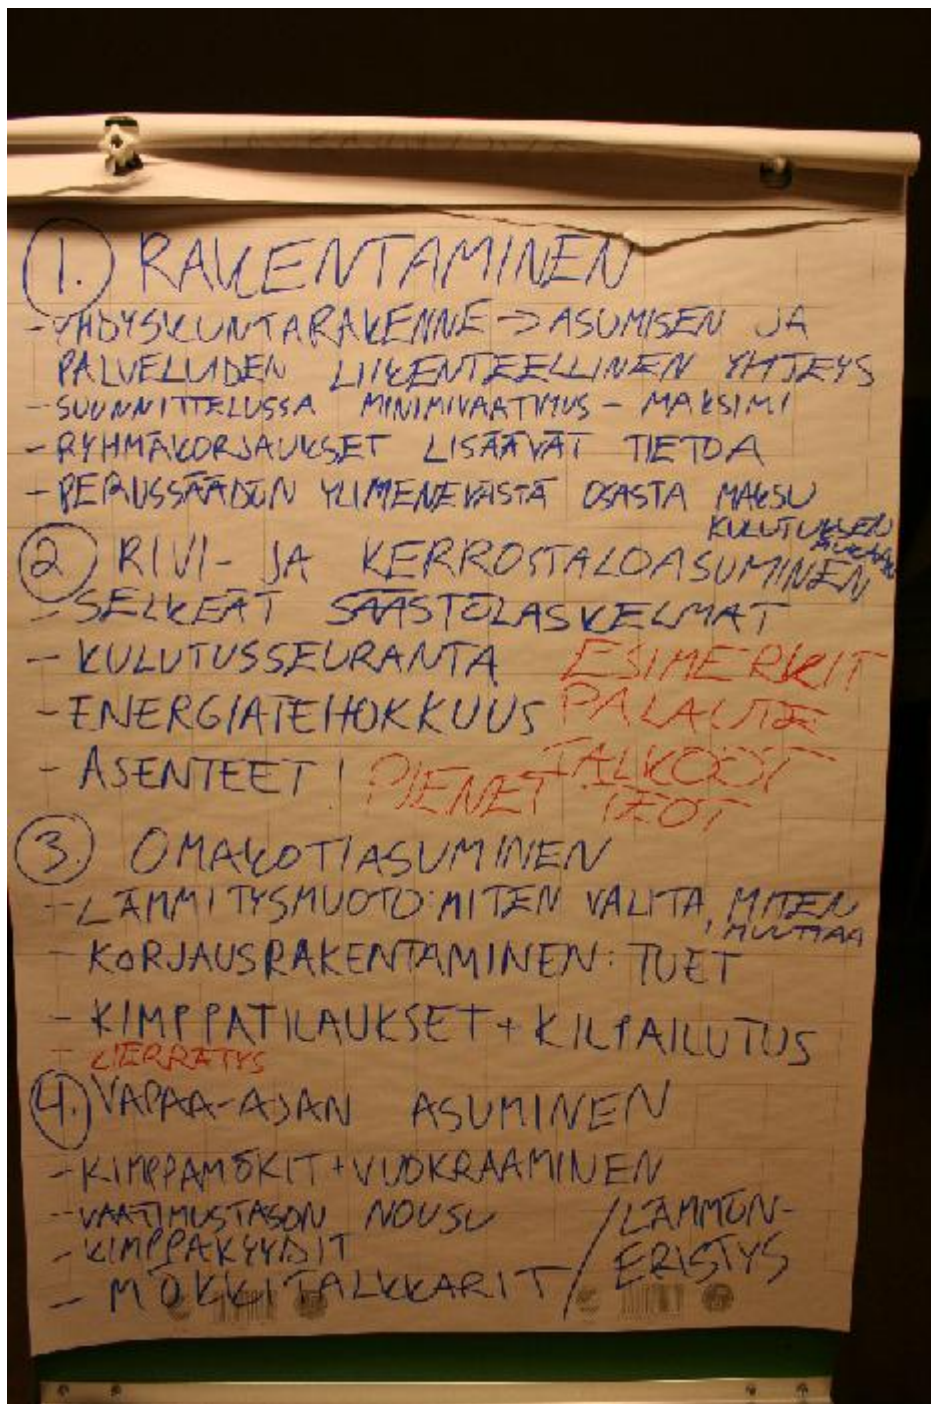 1. RAKENTAMINEN
- YHDYSKUNTARAKENNE -> ASUMISEN JA
PALVELUIDEN LIIKENTEELLINEN YHTEYS
- SUUNNITTELUSSA MINIMIVAATIMUS - MAKSIMI
- RYHMÄKORJAUKSET LISÄÄVÄT TIETOA
- PERUSSÄÄDÖN YLIMENEVÄSTÄ OSASTA MAKSU
KULUTUKSEN
MUKAAN
2 RIVI- JA KERROSTALOASUMINEN
- SELKEÄT SÄÄSTÖLASKELMAT
- KULUTUSSEURANTA ESIMERKIT
- ENERGIATEHOKKUUS PALAUTE
- ASENTEET! TALKOOT
PIENET TEOT
3. OMAKOTIASUMINEN
- LÄMMITYSMUOTO: MITEN VALITA, MITEN
MUUTTAA
- KORJAUSRAKENTAMINEN: TUET
- KIMPPATILAUKSET + KILPAILUTUS
- KIERRÄTYS
4. VAPAA-AJAN ASUMINEN
- KIMPPAMÖKIT + VUOKRAAMINEN
- VAATIMUSTASON NOUSU / LÄMMÖN-
- KIMPPAKYYDIT ERISTYS
- MÖKKITALKKARIT